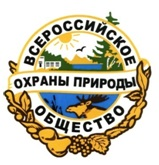 ВСЕРОССИЙСКОЕ
ОХРАНЫ ПРИРОДЫ
ОБЩЕСТВО